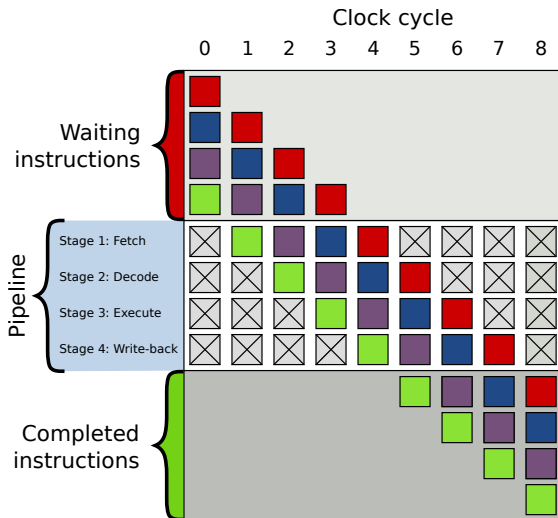 Clock cycle
0 1 2 3 4 5 6 7 8
Waiting
instructions
Pipeline
Stage 1: Fetch
Stage 2: Decode
Stage 3: Execute
Stage 4: Write-back
Completed
instructions